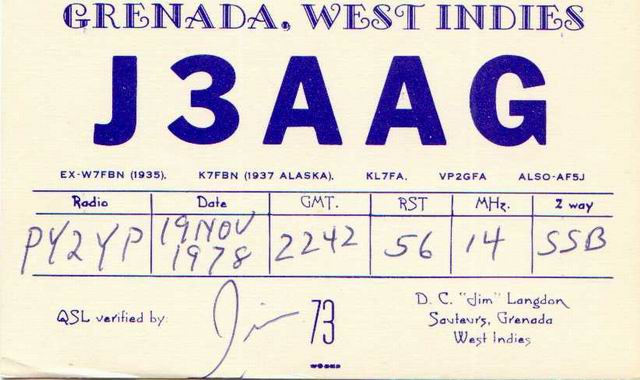 GRENADA, WEST INDIES
J3AAG
EX-W7FBN (1935). K7FBN (1937 ALASKA). KL7FA. VP2GFA ALSO-AF5J
Radio Date GMT. RST MHz. 2 way
PY2YP 19 NOV 1978 2242 56 14 SSB
QSL verified by: Jim 73
D. C. "Jim" Langdon
Sauteurs, Grenada
West Indies